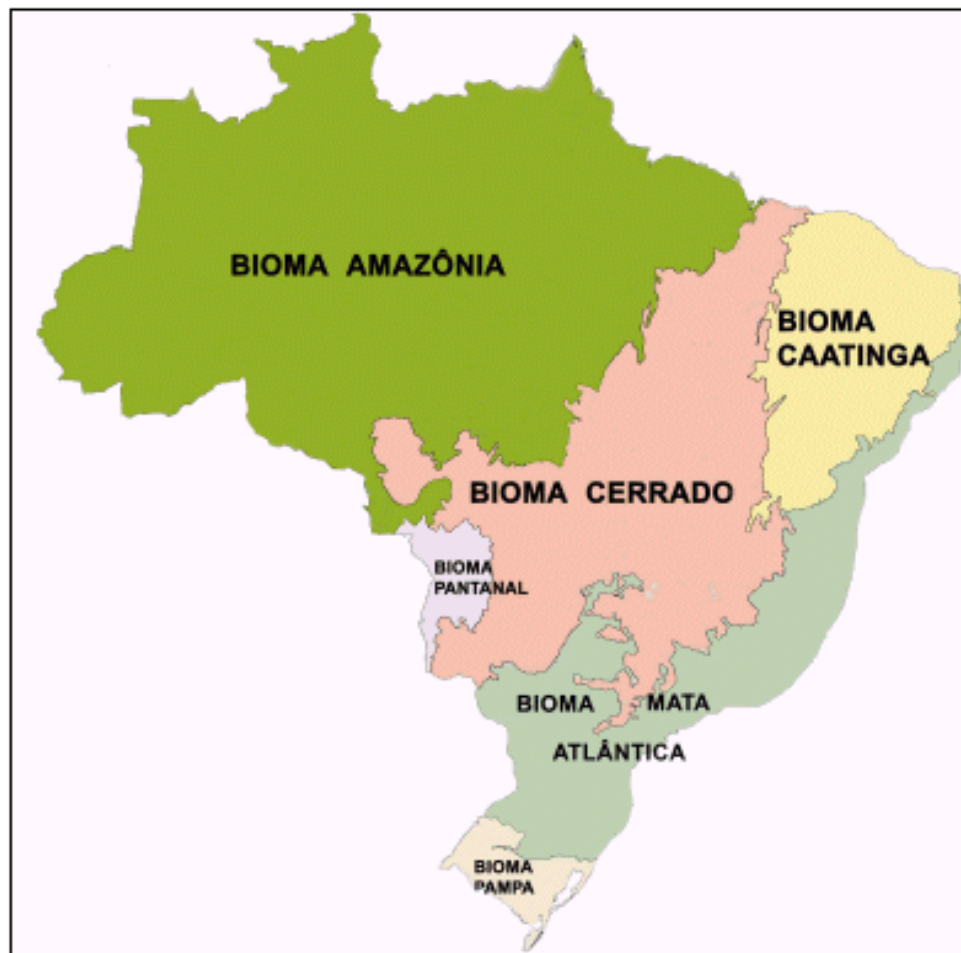 BIOMA AMAZÔNIA
BIOMA
CAATINGA
BIOMA CERRADO
BIOMA
PANTANAL
BIOMA MATA
ATLÂNTICA
BIOMA
PAMPA